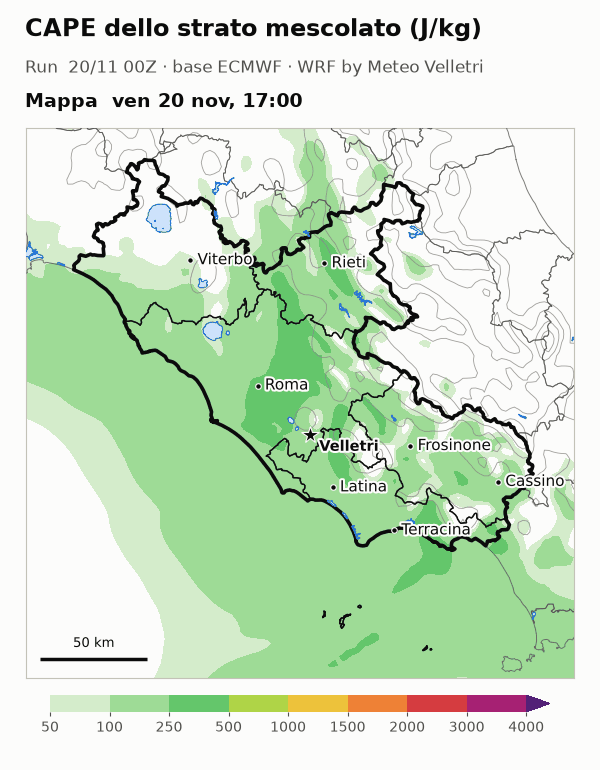 CAPE dello strato mescolato (J/kg)
Run  20/11 00Z · base ECMWF · WRF by Meteo Velletri
Mappa  ven 20 nov, 17:00
Viterbo
Rieti
Roma
Velletri
Frosinone
Latina
Cassino
Terracina
50 km
50 100 250 500 1000 1500 2000 3000 4000